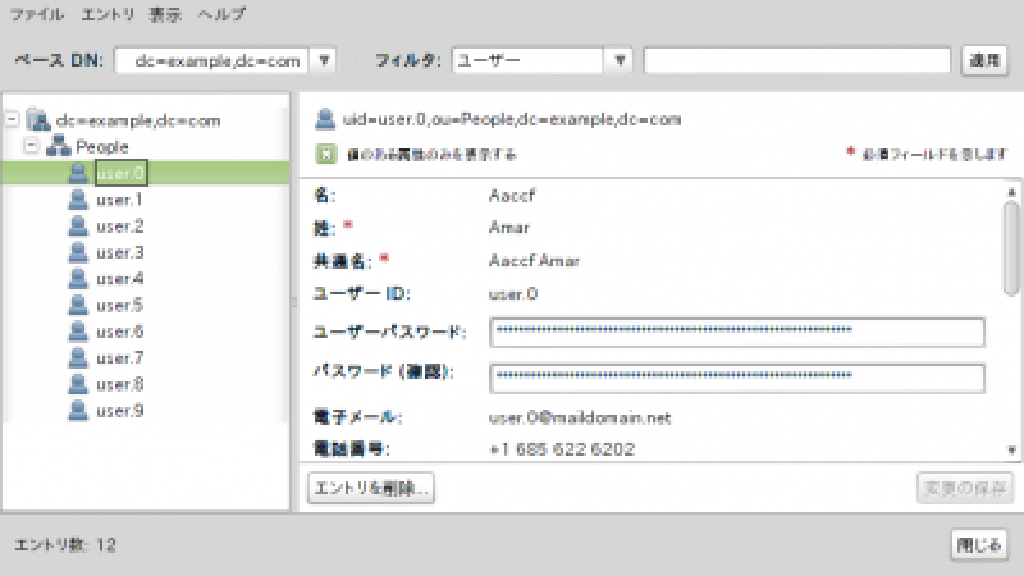 ファイル エントリ 表示 ヘルプ
ベース DN: dc=example,dc=com フィルタ: ユーザー 適用
dc=example,dc=com
People
user.0
user.1
user.2
user.3
user.4
user.5
user.6
user.7
user.8
user.9
uid=user.0,ou=People,dc=example,dc=com
値のある属性のみを表示する * 必須フィールドを示します
名: Aaccf
姓: * Amar
共通名: * Aaccf Amar
ユーザー ID: user.0
ユーザーパスワード:
パスワード (確認):
電子メール: user.0@maildomain.net
電話番号: +1 685 622 6202
エントリを削除... 変更の保存
エントリ数: 12 閉じる